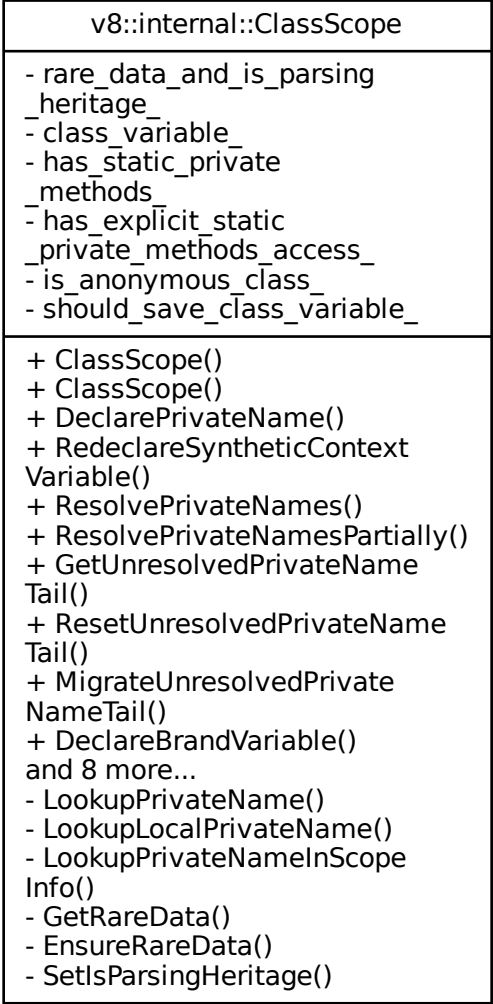 v8::internal::ClassScope
- rare_data_and_is_parsing
_heritage_
- class_variable_
- has_static_private
_methods_
- has_explicit_static
_private_methods_access_
- is_anonymous_class_
- should_save_class_variable_
+ ClassScope()
+ ClassScope()
+ DeclarePrivateName()
+ RedeclareSyntheticContext
Variable()
+ ResolvePrivateNames()
+ ResolvePrivateNamesPartially()
+ GetUnresolvedPrivateName
Tail()
+ ResetUnresolvedPrivateName
Tail()
+ MigrateUnresolvedPrivate
NameTail()
+ DeclareBrandVariable()
and 8 more...
- LookupPrivateName()
- LookupLocalPrivateName()
- LookupPrivateNameInScope
Info()
- GetRareData()
- EnsureRareData()
- SetIsParsingHeritage()